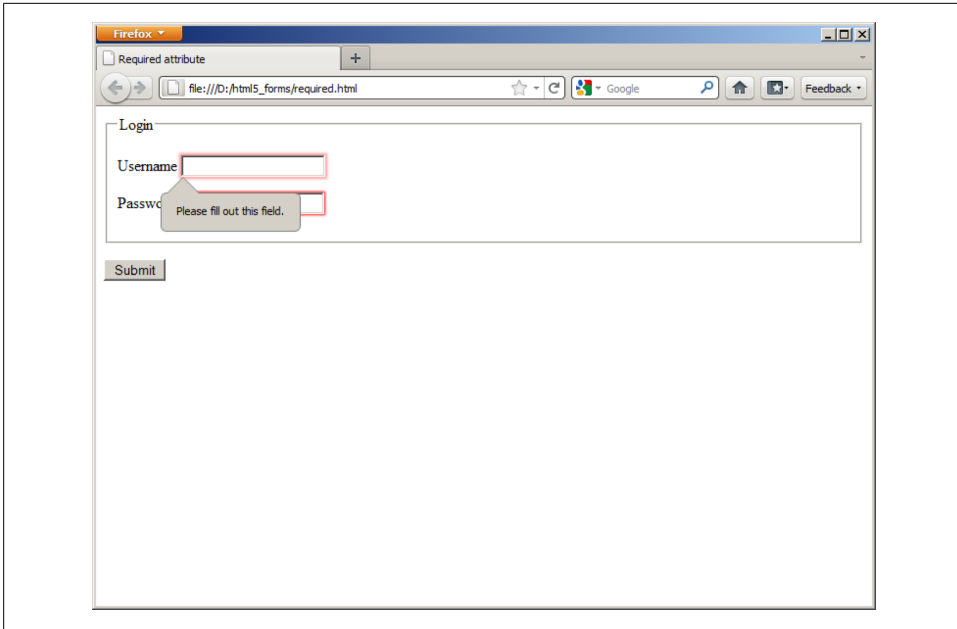 Firefox
Required attribute
file:///D:/html5_forms/required.html
Google
Feedback
Login
Username
Passwo
Please fill out this field.
Submit